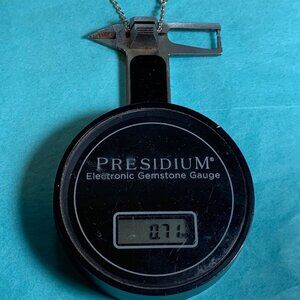 PRESIDIUM®
Electronic Gemstone Gauge
0.71